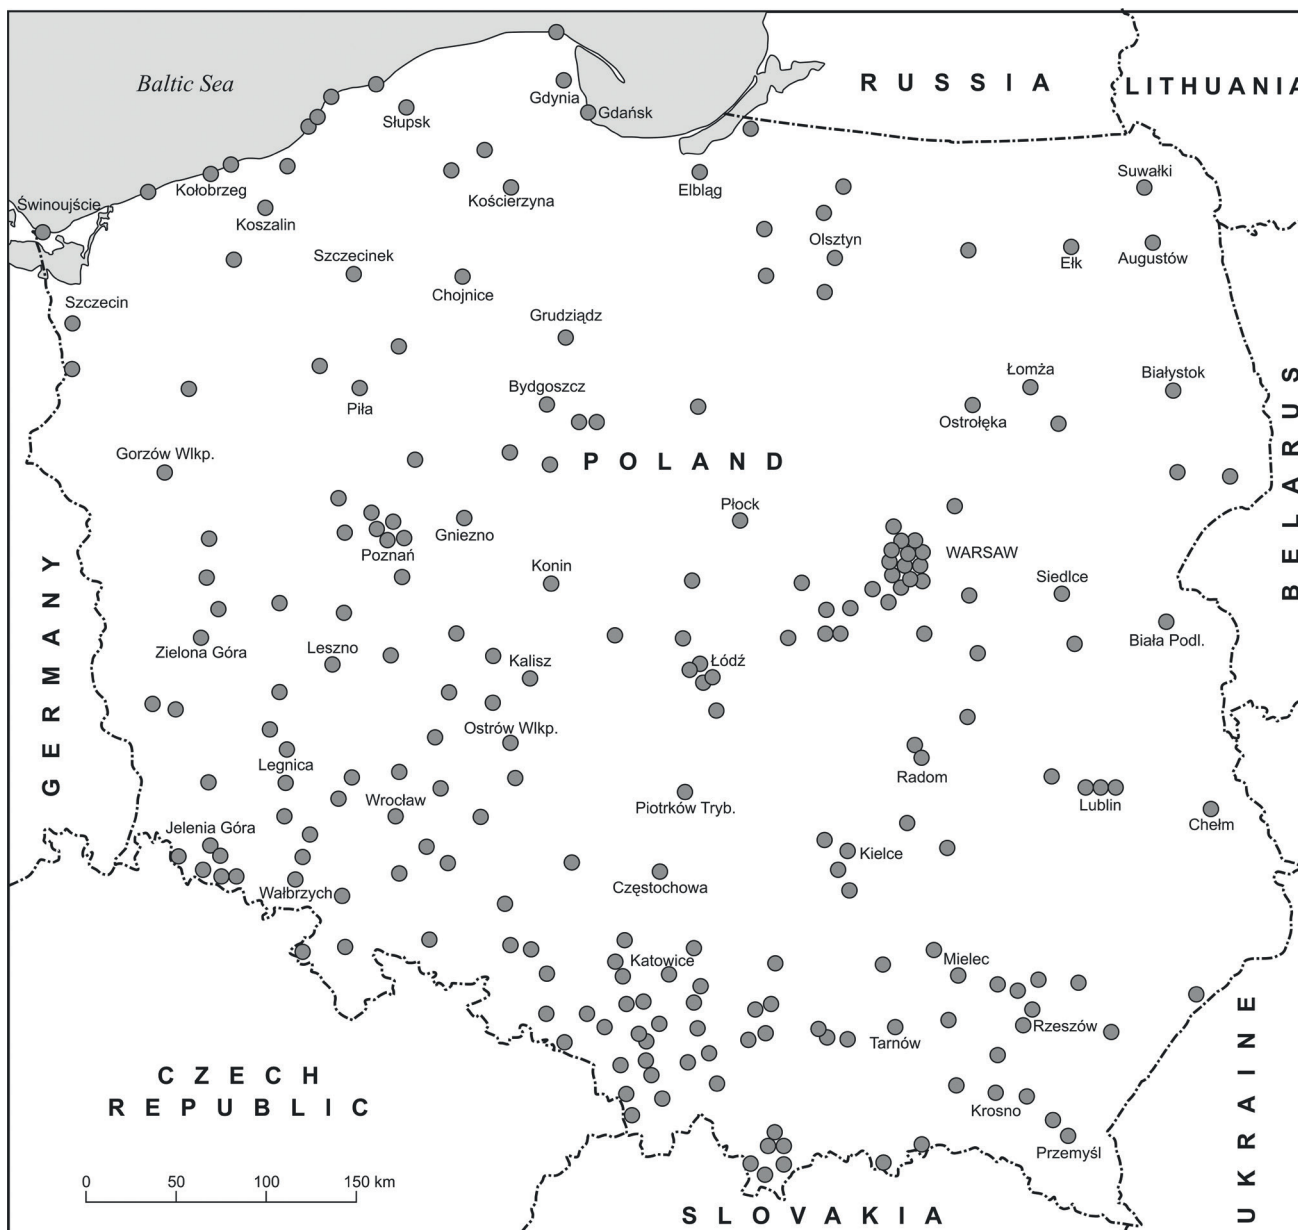 Baltic Sea
RUSSIA
LITHUANIA
Gdynia
Gdańsk
Słupsk
Suwałki
Kołobrzeg
Kościerzyna
Elbląg
Świnoujście
Koszalin
Olsztyn
Szczecinek
Ełk
Augustów
Chojnice
Szczecin
Grudziądz
Łomża
Białystok
Bydgoszcz
Piła
Ostrołęka
BELARUS
Gorzów Wlkp.
POLAND
Płock
Gniezno
Poznań
WARSAW
Konin
Siedlce
GERMANY
Biała Podl.
Zielona Góra
Leszno
Kalisz
Łódź
Ostrów Wlkp.
Legnica
Radom
Wrocław
Piotrków Tryb.
Lublin
Chełm
Jelenia Góra
Kielce
Wałbrzych
Częstochowa
Katowice
Mielec
Rzeszów
Tarnów
UKRAINE
CZECH
REPUBLIC
Krosno
Przemyśl
0 50 100 150 km
SLOVAKIA